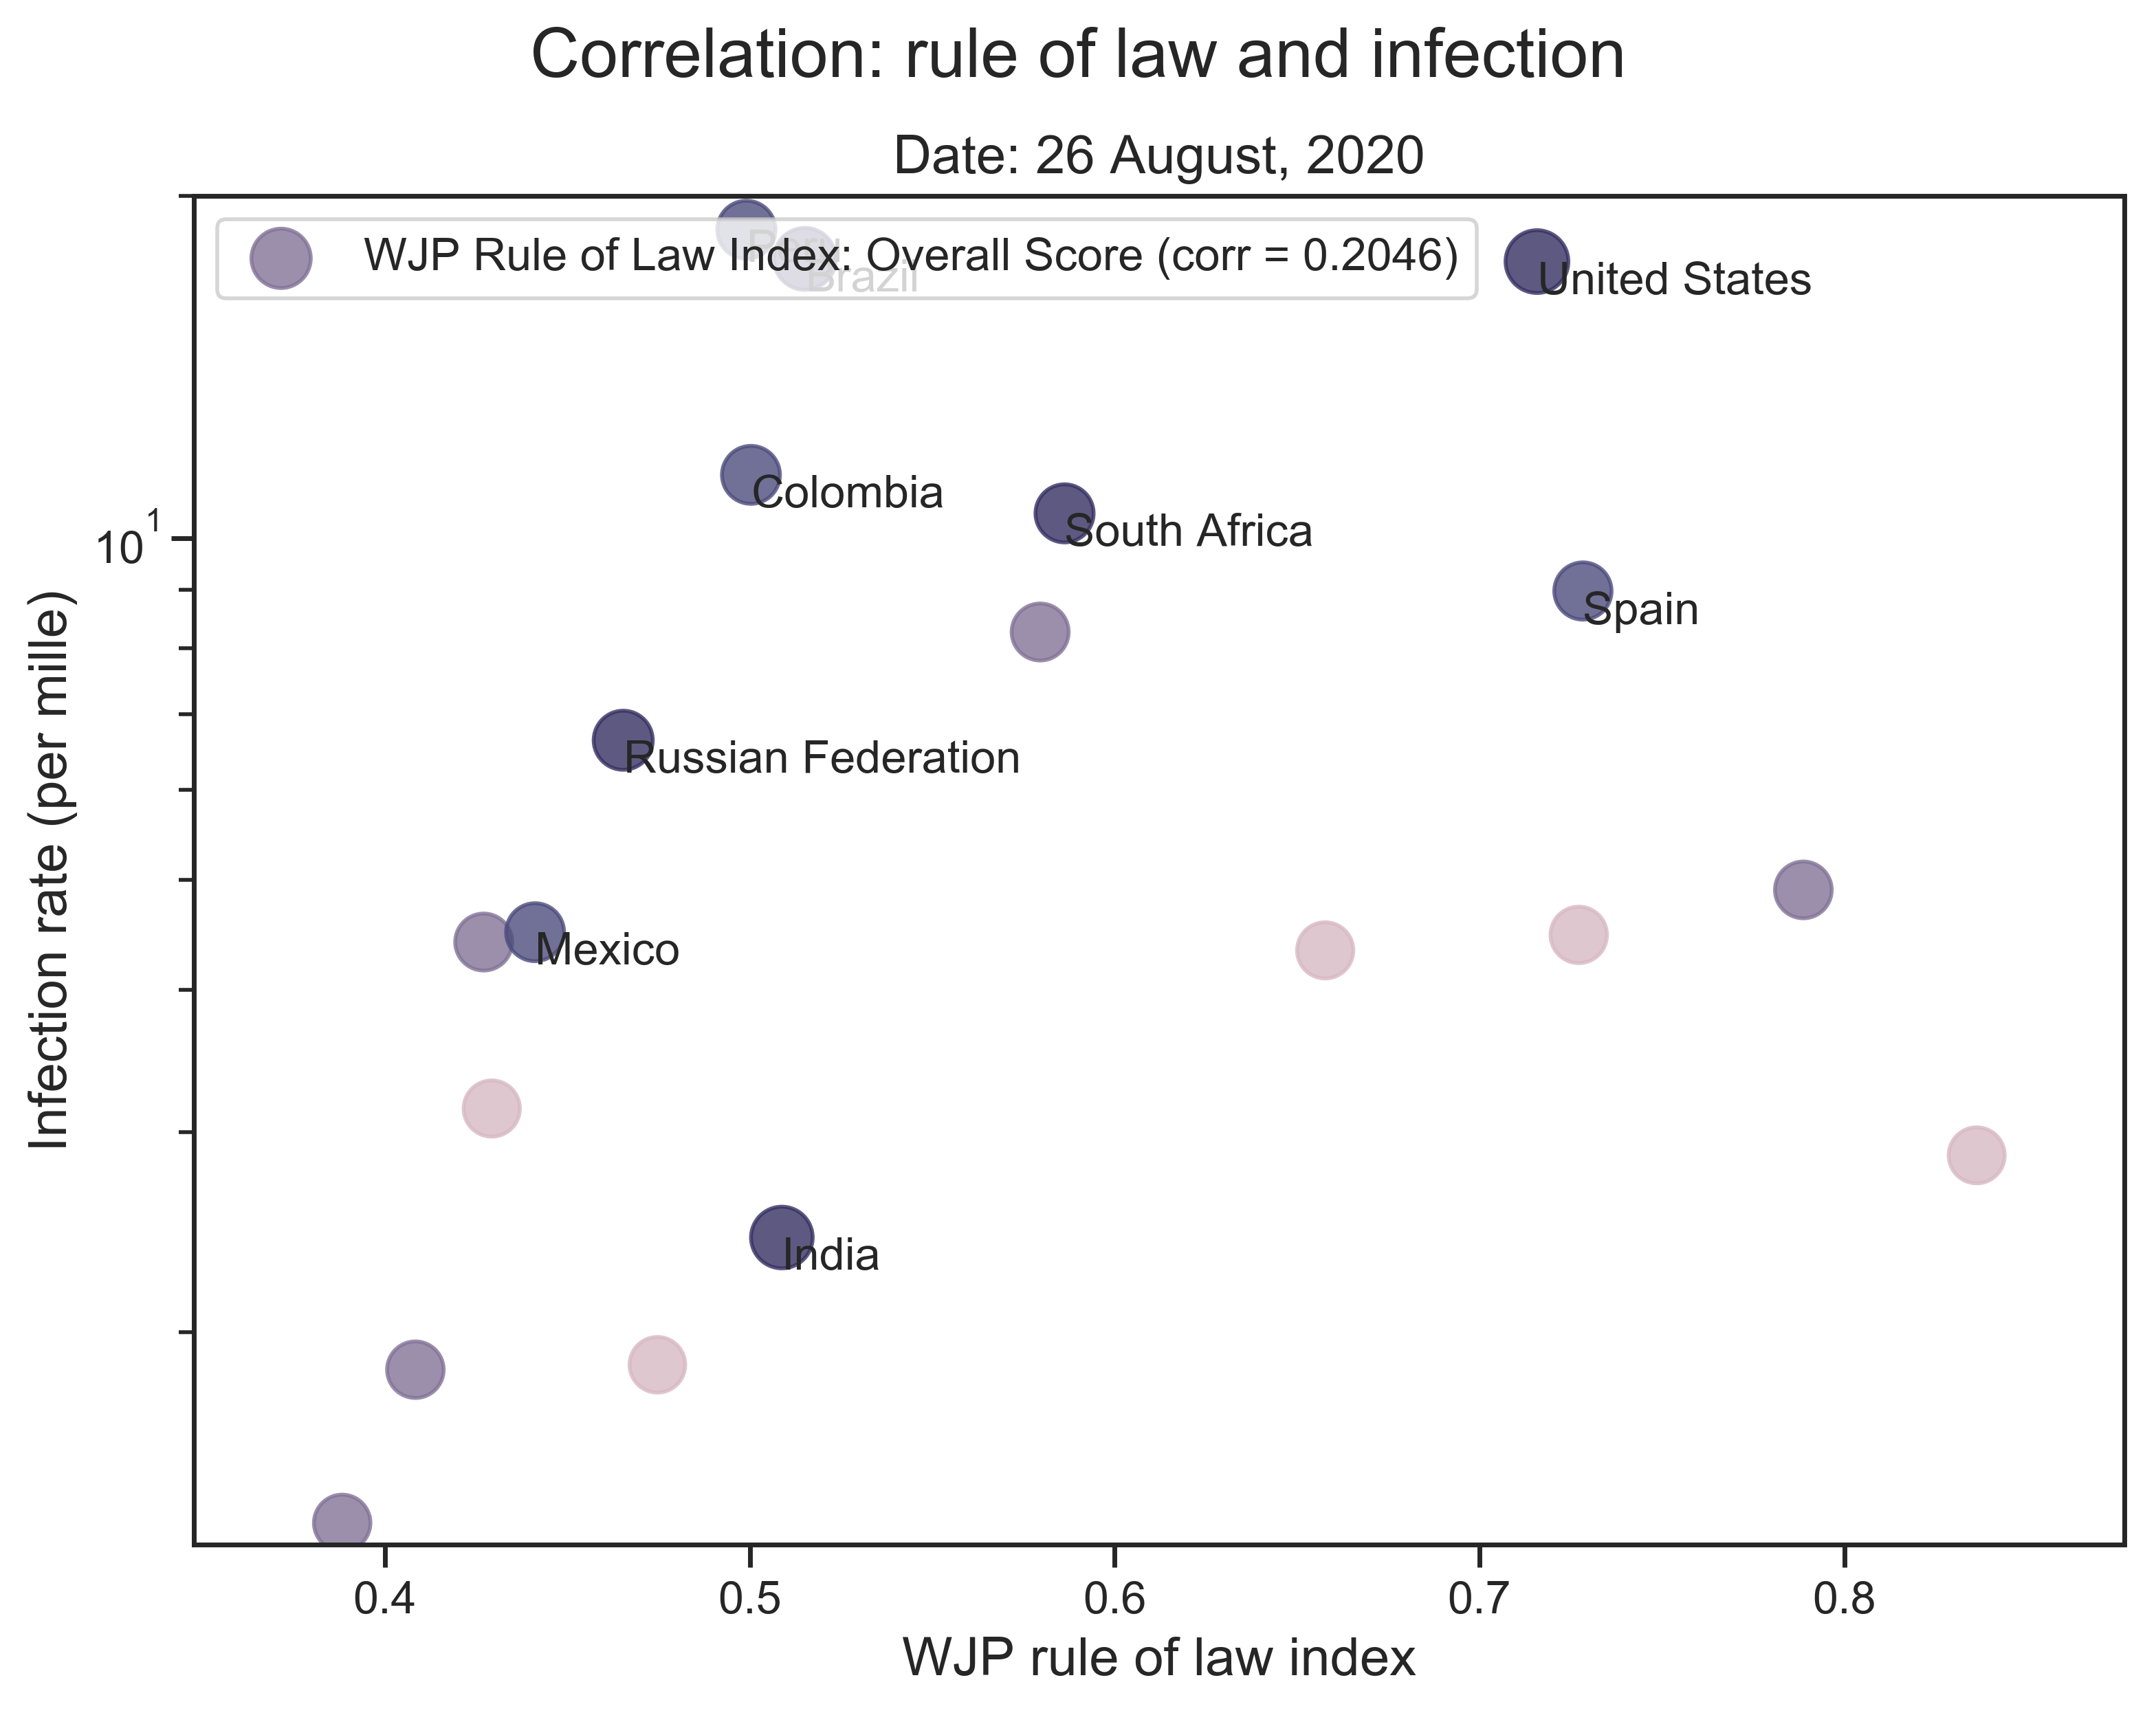 Correlation: rule of law and infection
Date: 26 August, 2020
WJP Rule of Law Index: Overall Score (corr = 0.2046)
Peru
Brazil
United States
Colombia
South Africa
Spain
Russian Federation
Mexico
India
10¹
Infection rate (per mille)
0.4 0.5 0.6 0.7 0.8
WJP rule of law index